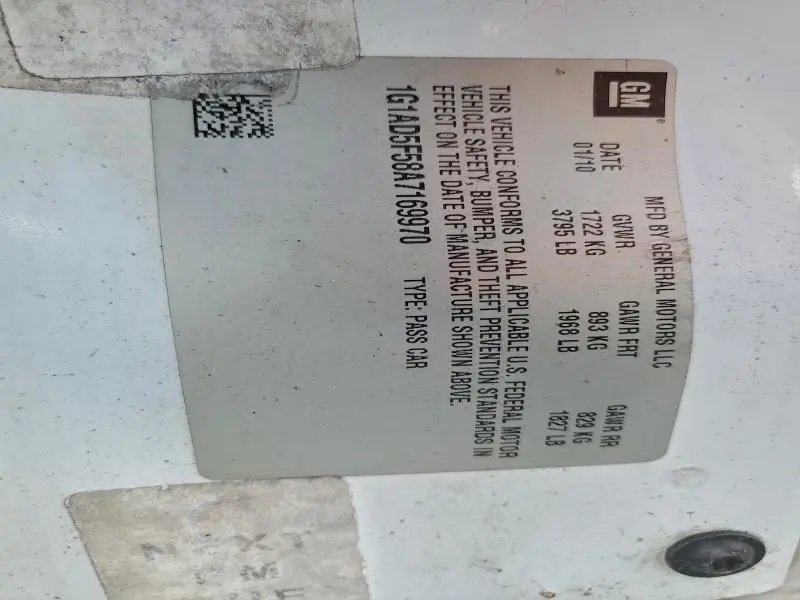 GM
MFD BY GENERAL MOTORS LLC
DATE GVWR GAWR FRT GAWR RR
01/10 1722 KG 893 KG 829 KG
3795 LB 1968 LB 1827 LB
THIS VEHICLE CONFORMS TO ALL APPLICABLE U.S. FEDERAL MOTOR
VEHICLE SAFETY, BUMPER, AND THEFT PREVENTION STANDARDS IN
EFFECT ON THE DATE OF MANUFACTURE SHOWN ABOVE.
1G1AD5F58A7169970 TYPE: PASS CAR